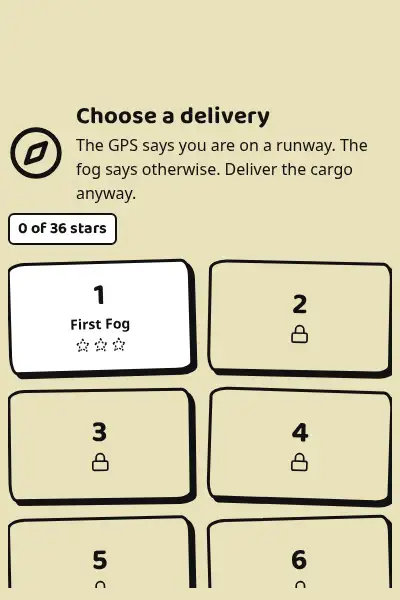 Choose a delivery
The GPS says you are on a runway. The
fog says otherwise. Deliver the cargo
anyway.
0 of 36 stars
1
First Fog
2
3
4
5
6